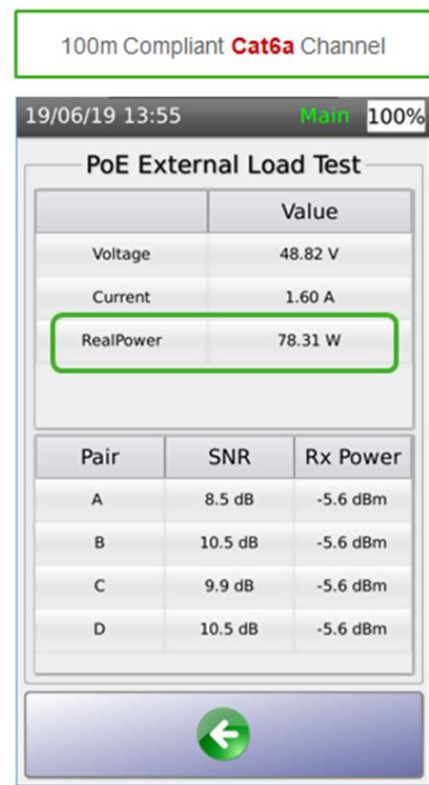 100m Compliant Cat6a Channel
19/06/19 13:55 Main 100%
PoE External Load Test
Value
Voltage 48.82 V
Current 1.60 A
RealPower 78.31 W
Pair SNR Rx Power
A 8.5 dB -5.6 dBm
B 10.5 dB -5.6 dBm
C 9.9 dB -5.6 dBm
D 10.5 dB -5.6 dBm